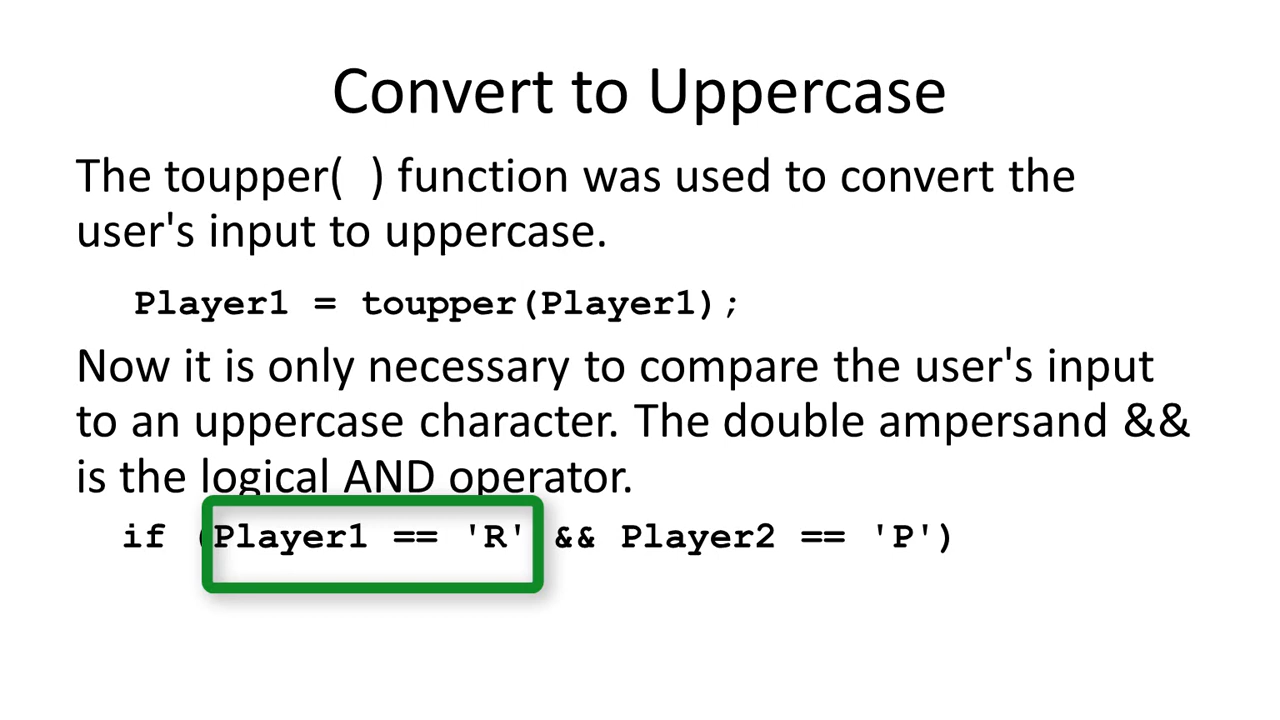 Convert to Uppercase
The toupper( ) function was used to convert the
user's input to uppercase.
Player1 = toupper(Player1);
Now it is only necessary to compare the user's input
to an uppercase character. The double ampersand &&
is the logical AND operator.
if (Player1 == 'R' && Player2 == 'P')